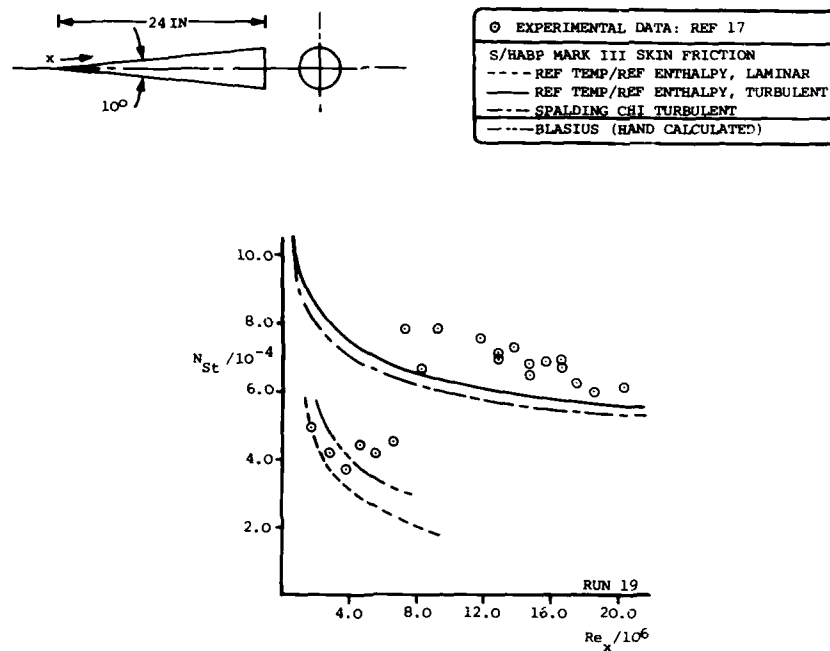 24 IN
x
10°
EXPERIMENTAL DATA: REF 17
S/HABP MARK III SKIN FRICTION
REF TEMP/REF ENTHALPY, LAMINAR
REF TEMP/REF ENTHALPY, TURBULENT
SPALDING CHI TURBULENT
BLASIUS (HAND CALCULATED)
10.0
8.0
N_St /10^-4
6.0
4.0
2.0
RUN 19
4.0 8.0 12.0 16.0 20.0
Re_x/10^6